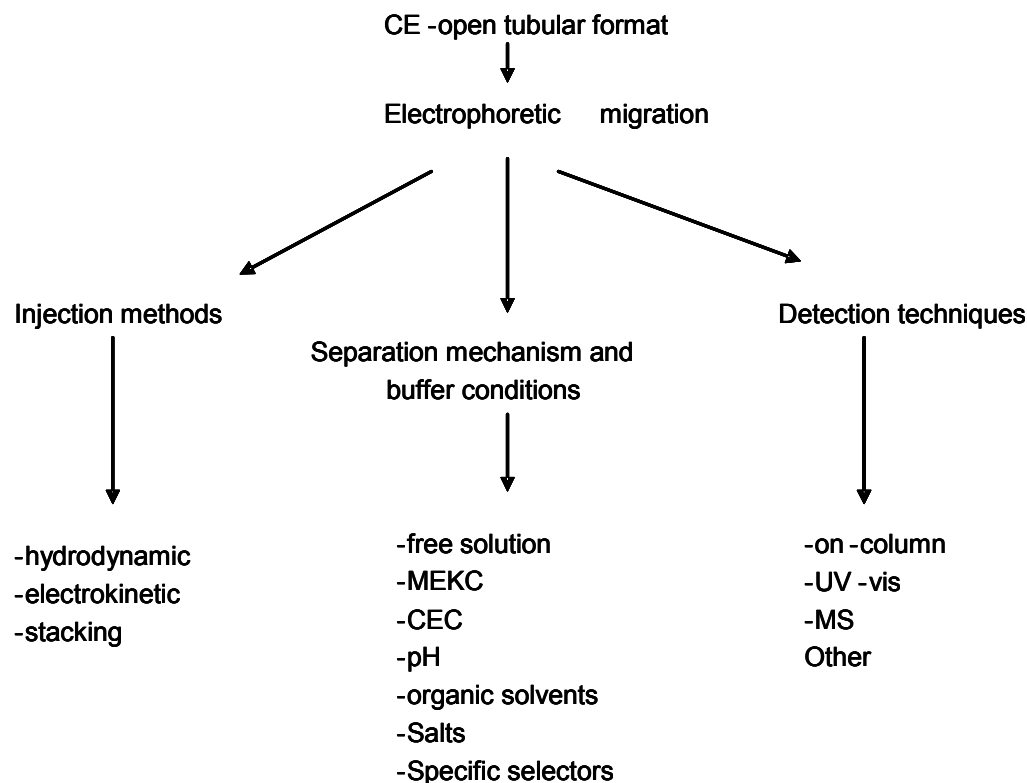 CE -open tubular format
Electrophoretic migration
Injection methods
Separation mechanism and
buffer conditions
Detection techniques
-hydrodynamic
-electrokinetic
-stacking
-free solution
-MEKC
-CEC
-pH
-organic solvents
-Salts
-Specific selectors
-on -column
-UV -vis
-MS
Other